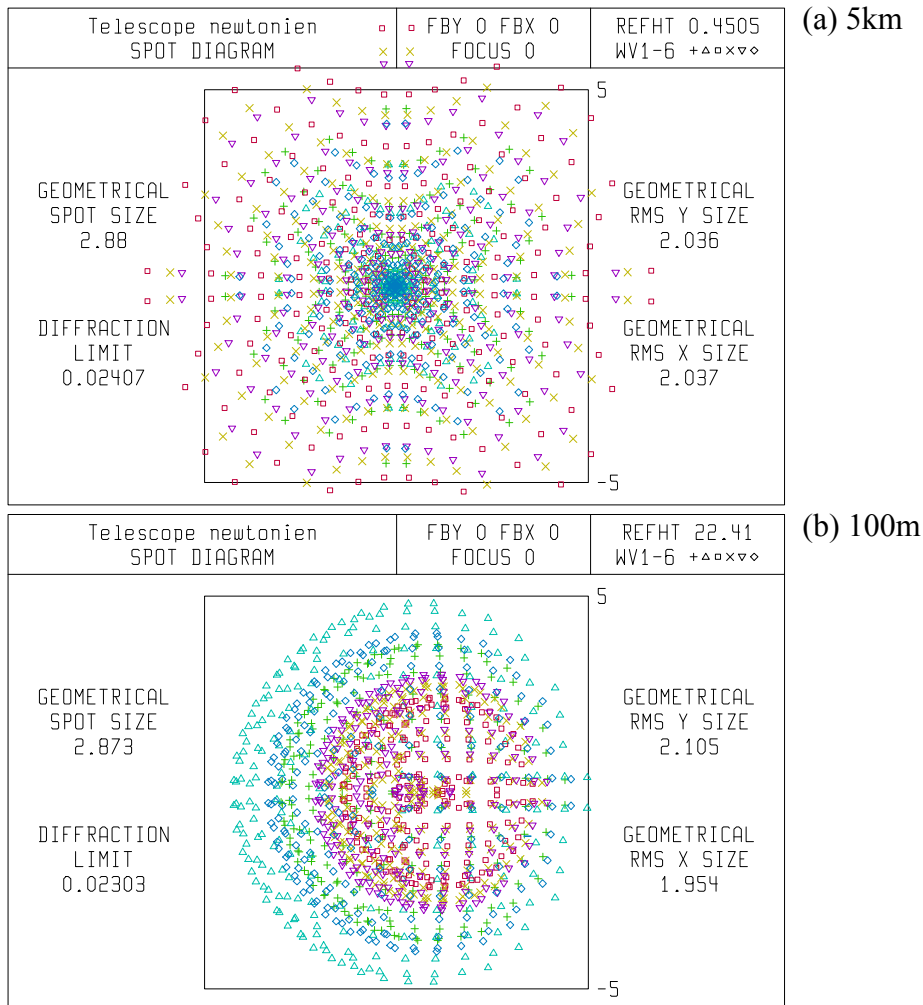 Telescope newtonien
SPOT DIAGRAM
FBY 0 FBX 0
FOCUS 0
REFHT 0.4505
WV1-6 +△□×▽◇
(a) 5km
5
GEOMETRICAL
SPOT SIZE
2.88
GEOMETRICAL
RMS Y SIZE
2.036
DIFFRACTION
LIMIT
0.02407
GEOMETRICAL
RMS X SIZE
2.037
-5
Telescope newtonien
SPOT DIAGRAM
FBY 0 FBX 0
FOCUS 0
REFHT 22.41
WV1-6 +△□×▽◇
(b) 100m
5
GEOMETRICAL
SPOT SIZE
2.873
GEOMETRICAL
RMS Y SIZE
2.105
DIFFRACTION
LIMIT
0.02303
GEOMETRICAL
RMS X SIZE
1.954
-5